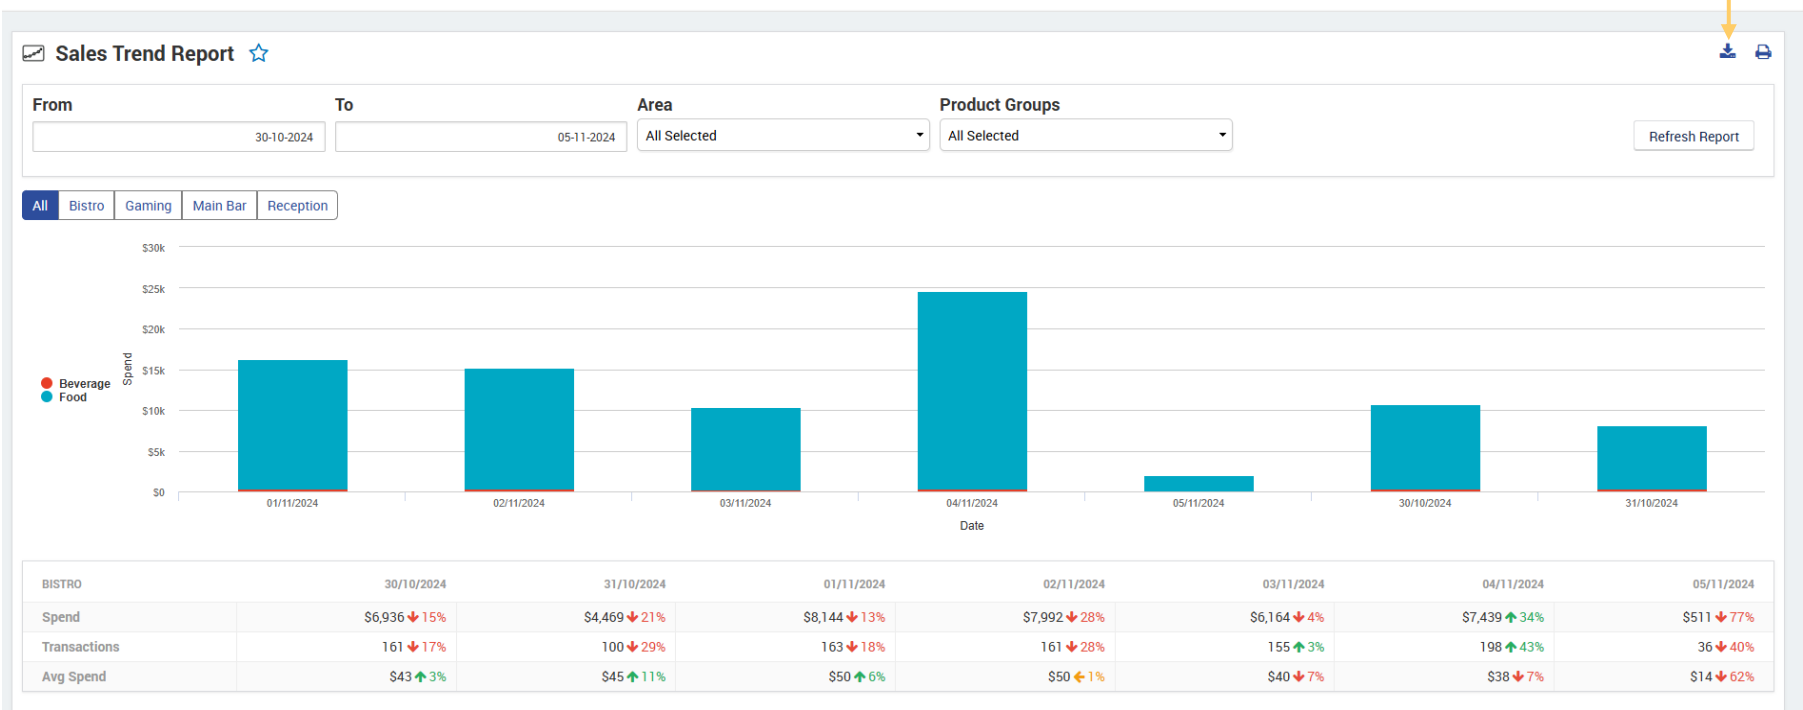 Sales Trend Report
From To Area Product Groups
30-10-2024 05-11-2024 All Selected All Selected Refresh Report
All Bistro Gaming Main Bar Reception
$30k
$25k
$20k
$15k
$10k
$5k
$0
Spend
Beverage
Food
01/11/2024 02/11/2024 03/11/2024 04/11/2024 05/11/2024 30/10/2024 31/10/2024
Date
BISTRO 30/10/2024 31/10/2024 01/11/2024 02/11/2024 03/11/2024 04/11/2024 05/11/2024
Spend $6,936 15% $4,469 21% $8,144 13% $7,992 28% $6,164 4% $7,439 34% $511 77%
Transactions 161 17% 100 29% 163 18% 161 28% 155 3% 198 43% 36 40%
Avg Spend $43 3% $45 11% $50 6% $50 1% $40 7% $38 7% $14 62%